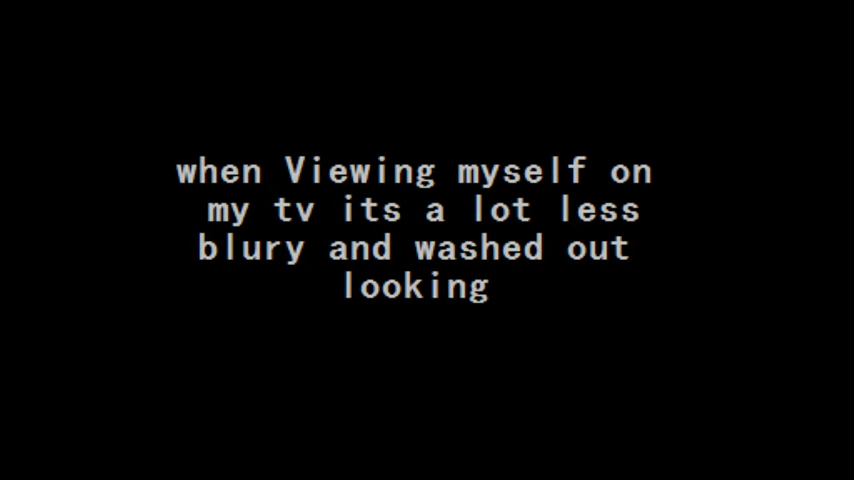 when Viewing myself on
my tv its a lot less
blury and washed out
looking